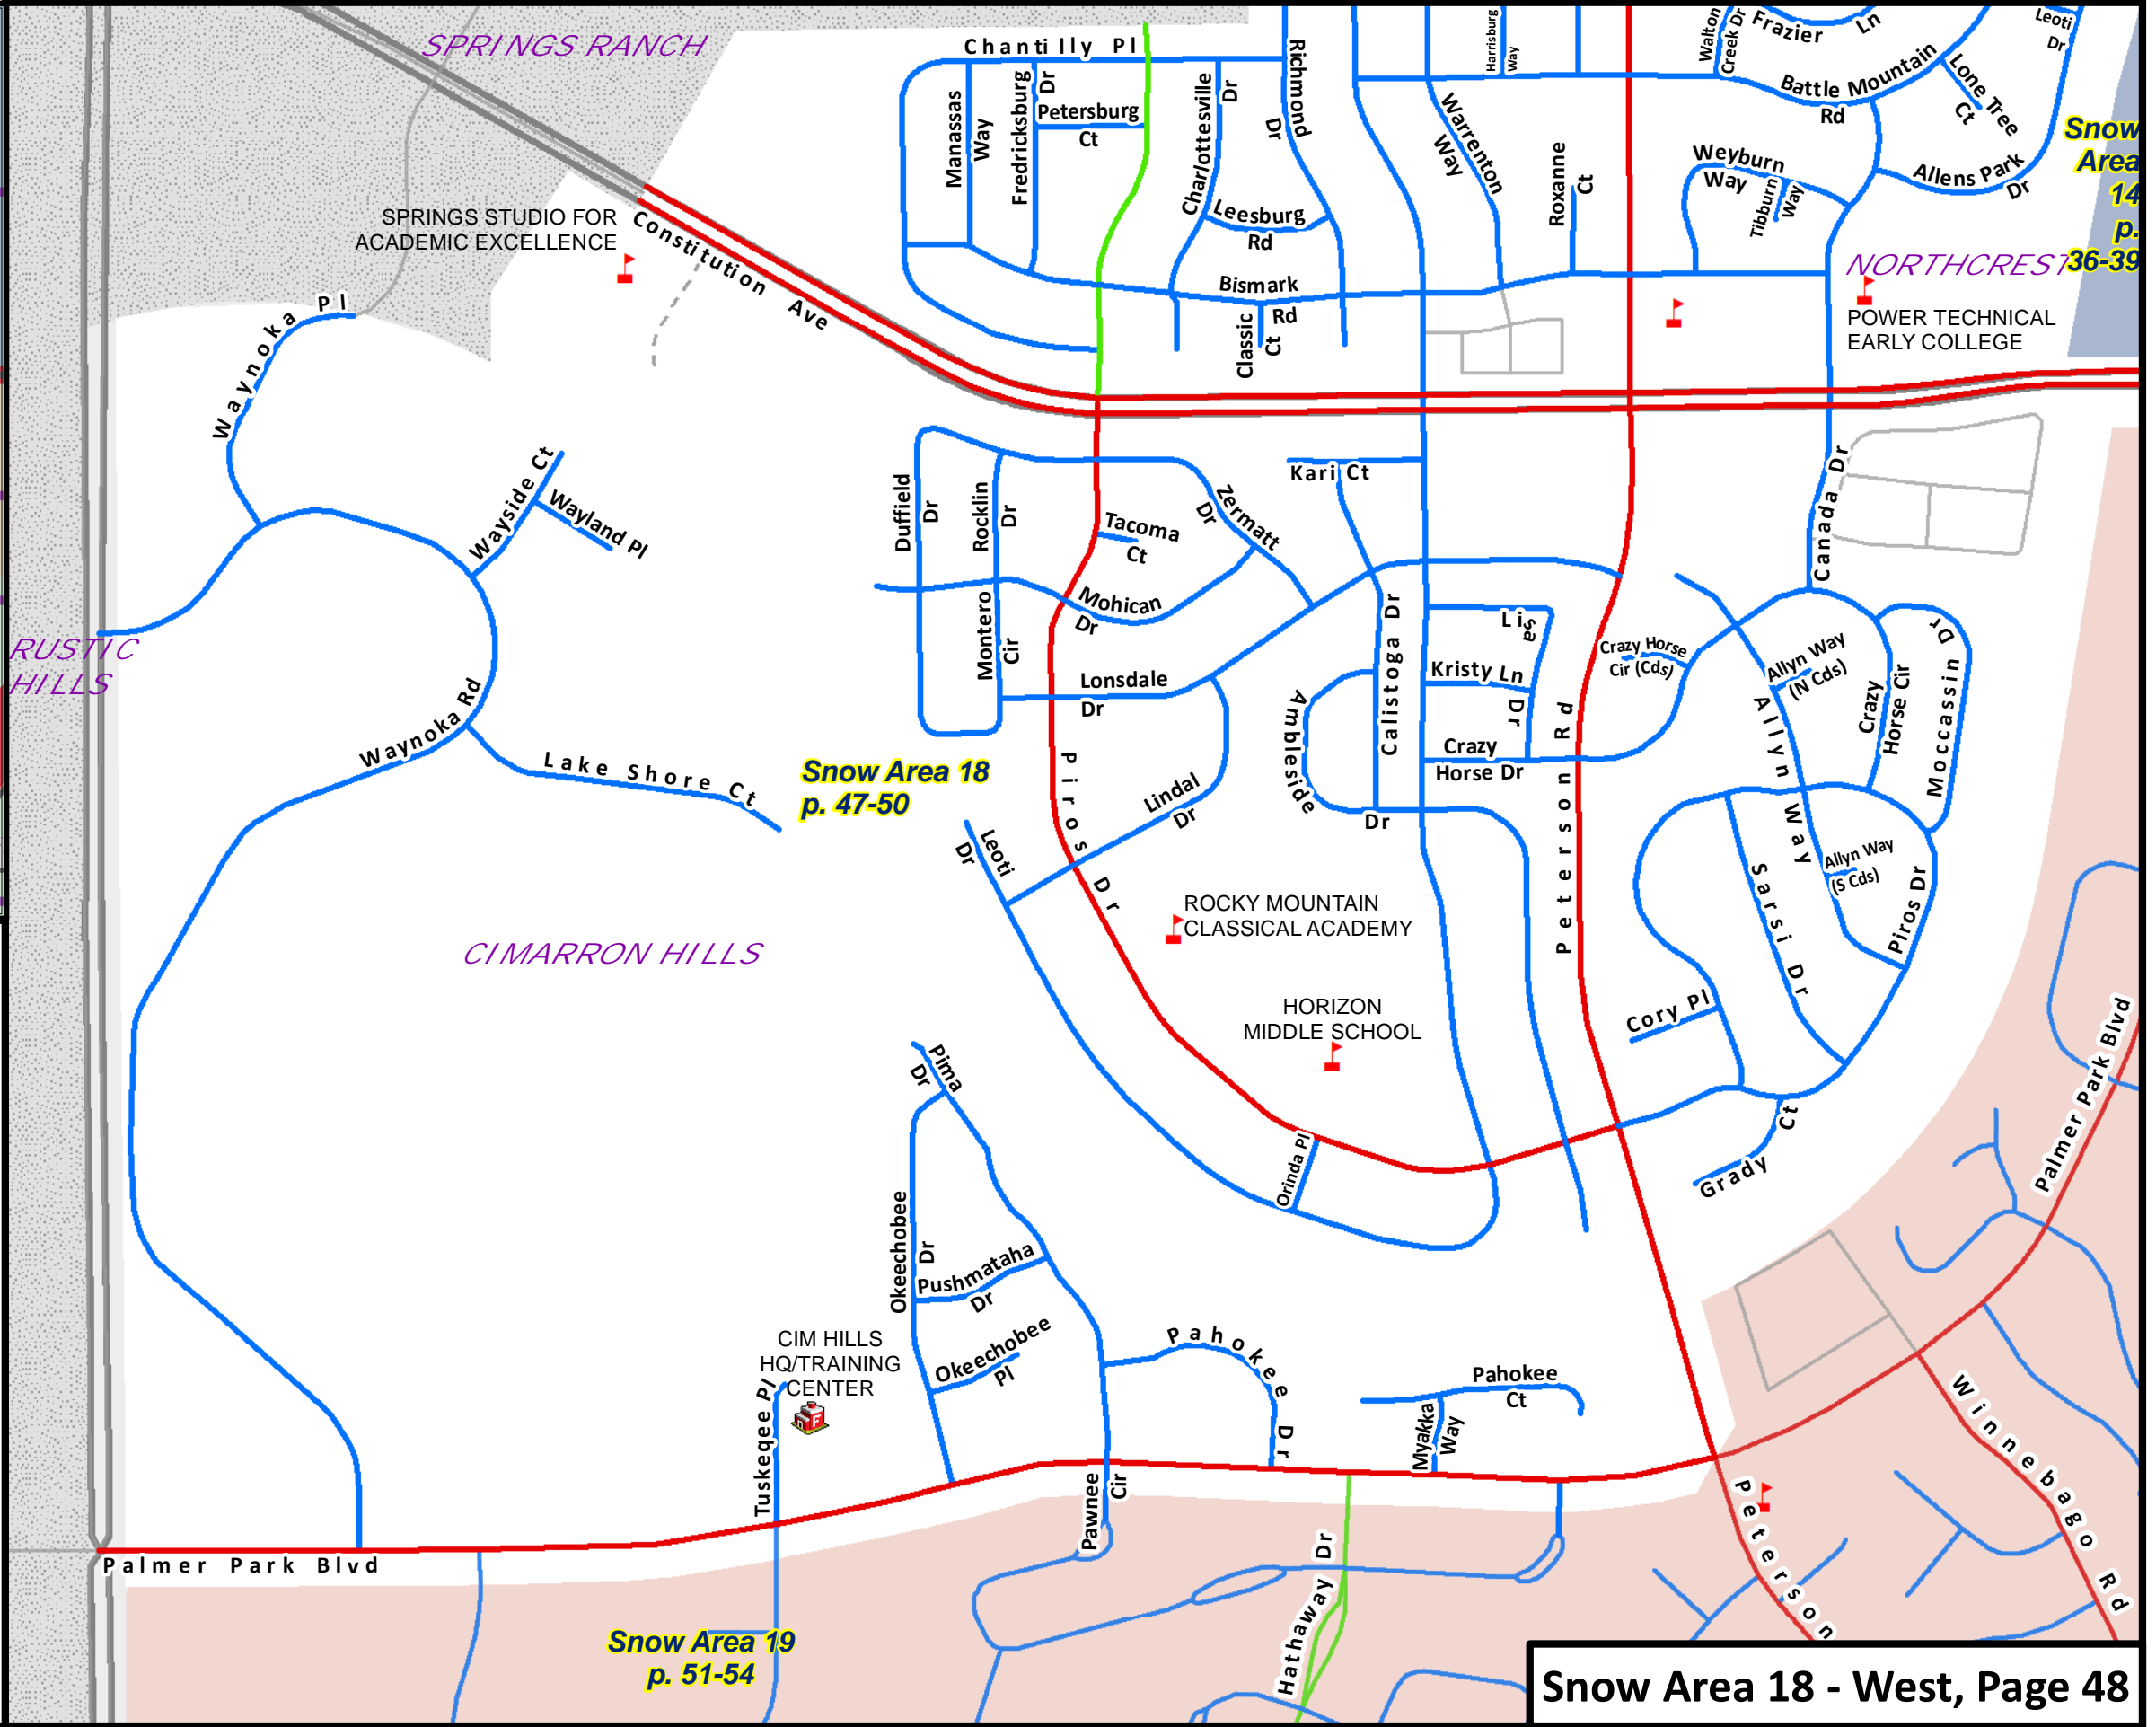 SPRINGS RANCH
Chantilly Pl
Richmond
Dr
Harrisburg
Way
Walton
Creek Dr
Frazier Ln
Leoti
Dr
Manassas
Way
Fredricksburg
Dr
Petersburg
Ct
Charlottesville
Dr
Warrenton
Way
Battle Mountain
Rd
Lone Tree
Ct
Snow
Area
14
p.
36-39
Roxanne
Ct
Weyburn
Way
Tibburn
Way
Allens Park
Dr
SPRINGS STUDIO FOR
ACADEMIC EXCELLENCE
Constitution Ave
Leesburg
Rd
Bismark
Rd
Classic
Ct
NORTHCREST
POWER TECHNICAL
EARLY COLLEGE
Waynoka Pl
Wayside Ct
Wayland Pl
Duffield
Dr
Rocklin
Dr
Tacoma
Ct
Zermatt
Dr
Kari Ct
Canada Dr
Mohican
Dr
Montero
Cir
Lonsdale
Dr
Calistoga Dr
Lisa
Dr
Kristy Ln
Crazy
Horse Dr
Crazy Horse
Cir (Cds)
Allyn Way
(N Cds)
Crazy
Horse Cir
Moccassin Dr
RUSTIC
HILLS
Waynoka Rd
Lake Shore Ct
Snow Area 18
p. 47-50
Piros Dr
Lindal
Dr
Ambleside
Dr
Peterson Rd
Allyn Way
Allyn Way
(S Cds)
Sarsi Dr
Piros Dr
Leoti
Dr
ROCKY MOUNTAIN
CLASSICAL ACADEMY
CIMARRON HILLS
HORIZON
MIDDLE SCHOOL
Cory Pl
Palmer Park Blvd
Pima
Dr
Orinda Pl
Grady Ct
Okeechobee
Dr
Pushmataha
Dr
Okeechobee
Pl
CIM HILLS
HQ/TRAINING
CENTER
Tuskegee Pl
Pahokee Dr
Pahokee
Ct
Myakka
Way
Winnebago Rd
Pawnee
Cir
Peterson
Palmer Park Blvd
Hathaway Dr
Snow Area 19
p. 51-54
Snow Area 18 - West, Page 48